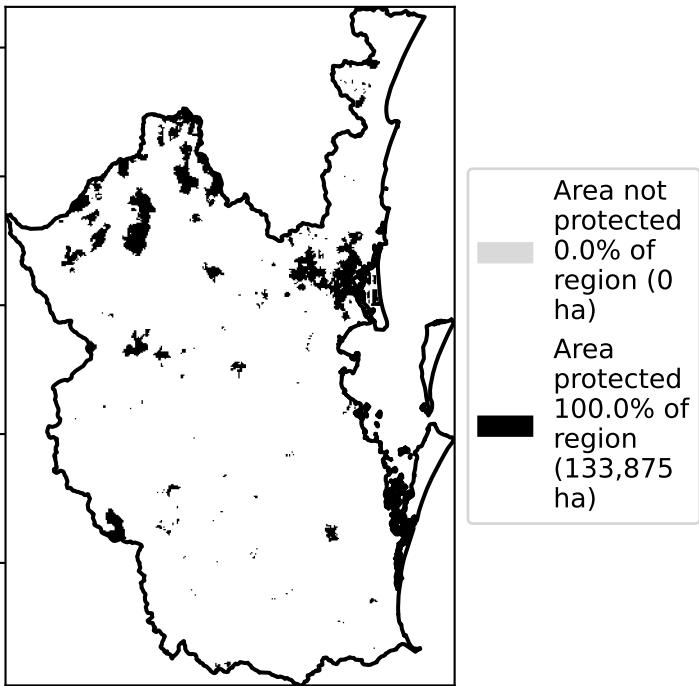 Area not
protected
0.0% of
region (0
ha)
Area
protected
100.0% of
region
(133,875
ha)